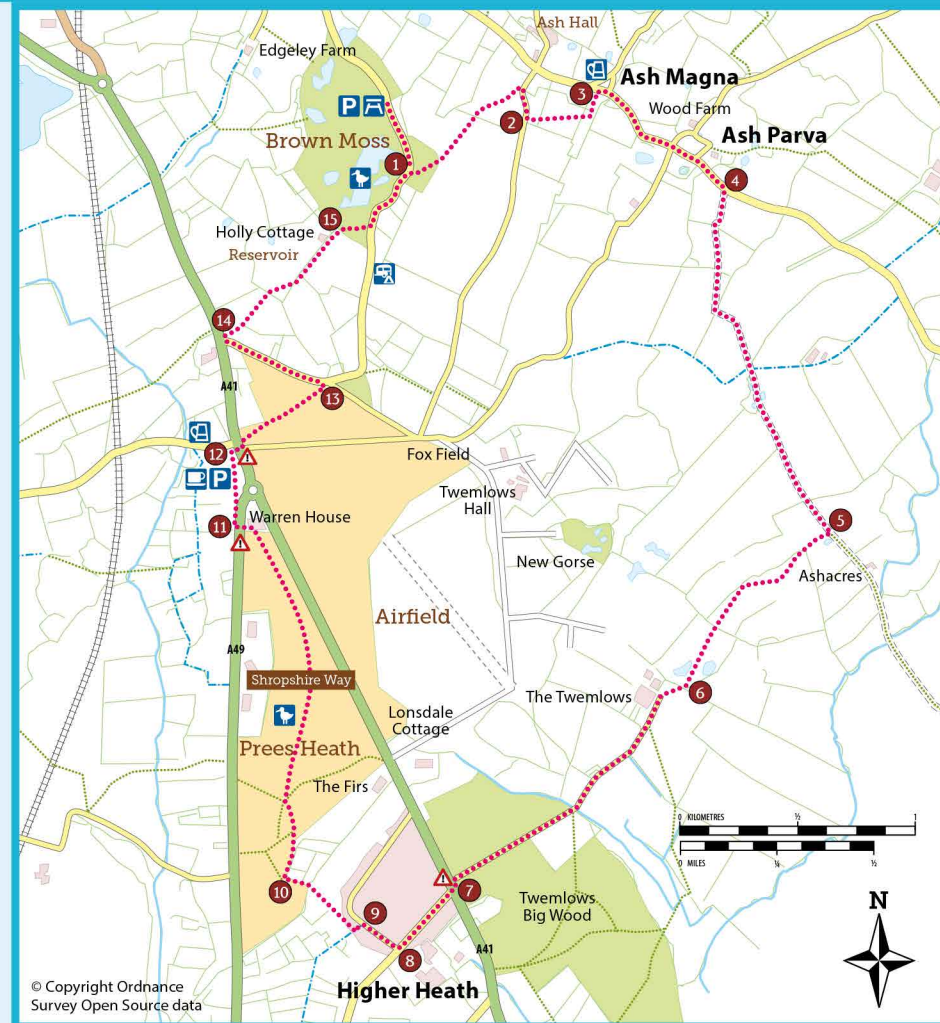 Ash Hall
Edgeley Farm
Ash Magna
3
P
Wood Farm
2
Brown Moss
Ash Parva
1
4
15
Holly Cottage
Reservoir
14
A41
13
12
!
Fox Field
P
Twemlows
Hall
11
Warren House
!
5
New Gorse
Ashacres
Airfield
A49
Shropshire Way
6
The Twemlows
Lonsdale
Cottage
Prees Heath
The Firs
0 KILOMETRES ½ 1
0 MILES ¼ ½
!
7
10
Twemlows
Big Wood
N
9
8
A41
Higher Heath
© Copyright Ordnance
Survey Open Source data